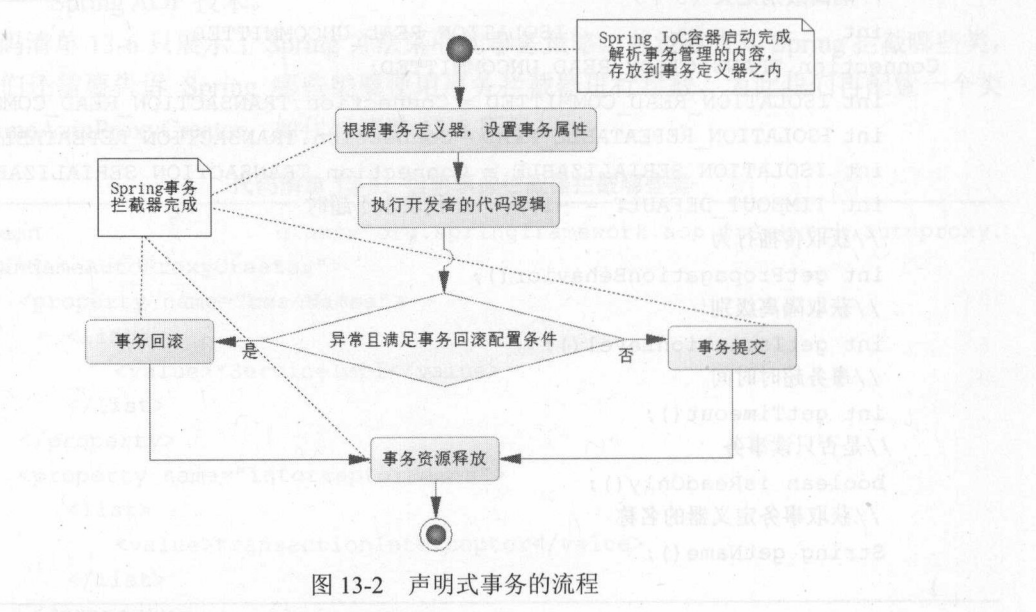 Spring IoC容器启动完成
解析事务管理的内容，
存放到事务定义器之内
根据事务定义器，设置事务属性
Spring事务
拦截器完成
执行开发者的代码逻辑
异常且满足事务回滚配置条件
事务回滚
是
否
事务提交
事务资源释放
图 13-2 声明式事务的流程